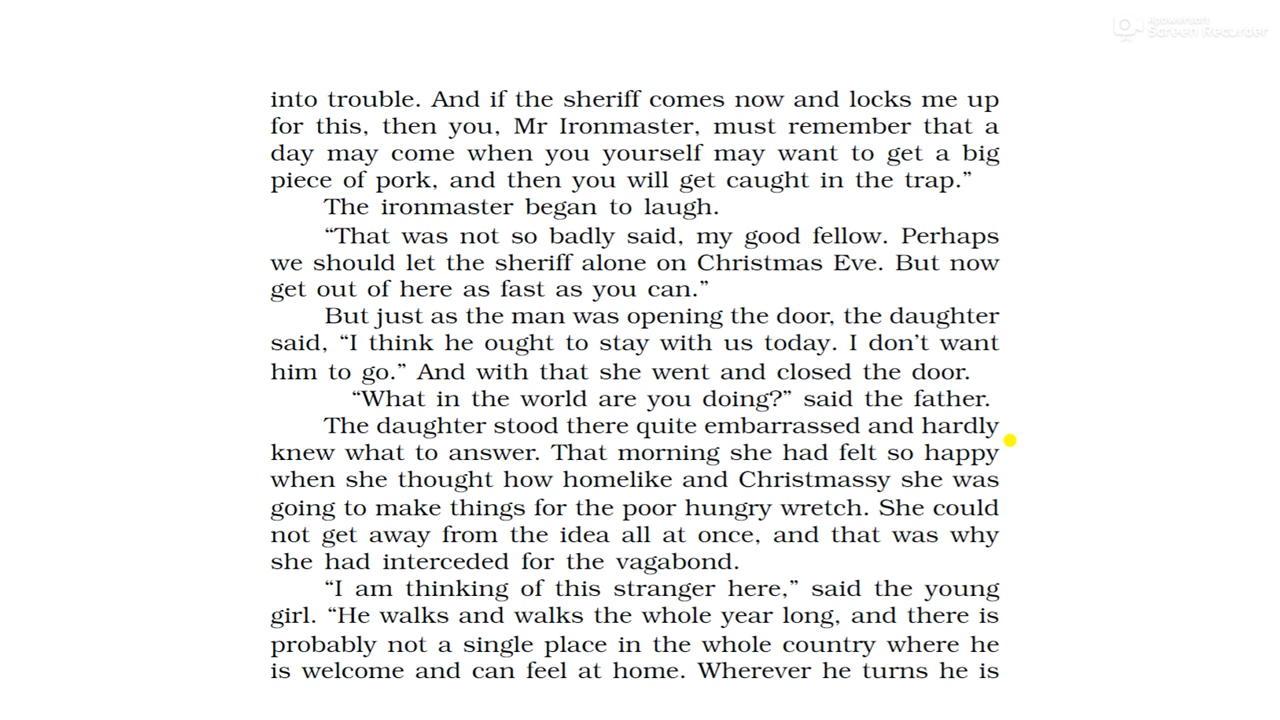 Apowersoft
Screen Recorder
into trouble. And if the sheriff comes now and locks me up
for this, then you, Mr Ironmaster, must remember that a
day may come when you yourself may want to get a big
piece of pork, and then you will get caught in the trap.”
The ironmaster began to laugh.
“That was not so badly said, my good fellow. Perhaps
we should let the sheriff alone on Christmas Eve. But now
get out of here as fast as you can.”
But just as the man was opening the door, the daughter
said, “I think he ought to stay with us today. I don’t want
him to go.” And with that she went and closed the door.
“What in the world are you doing?” said the father.
The daughter stood there quite embarrassed and hardly
knew what to answer. That morning she had felt so happy
when she thought how homelike and Christmassy she was
going to make things for the poor hungry wretch. She could
not get away from the idea all at once, and that was why
she had interceded for the vagabond.
“I am thinking of this stranger here,” said the young
girl. “He walks and walks the whole year long, and there is
probably not a single place in the whole country where he
is welcome and can feel at home. Wherever he turns he is